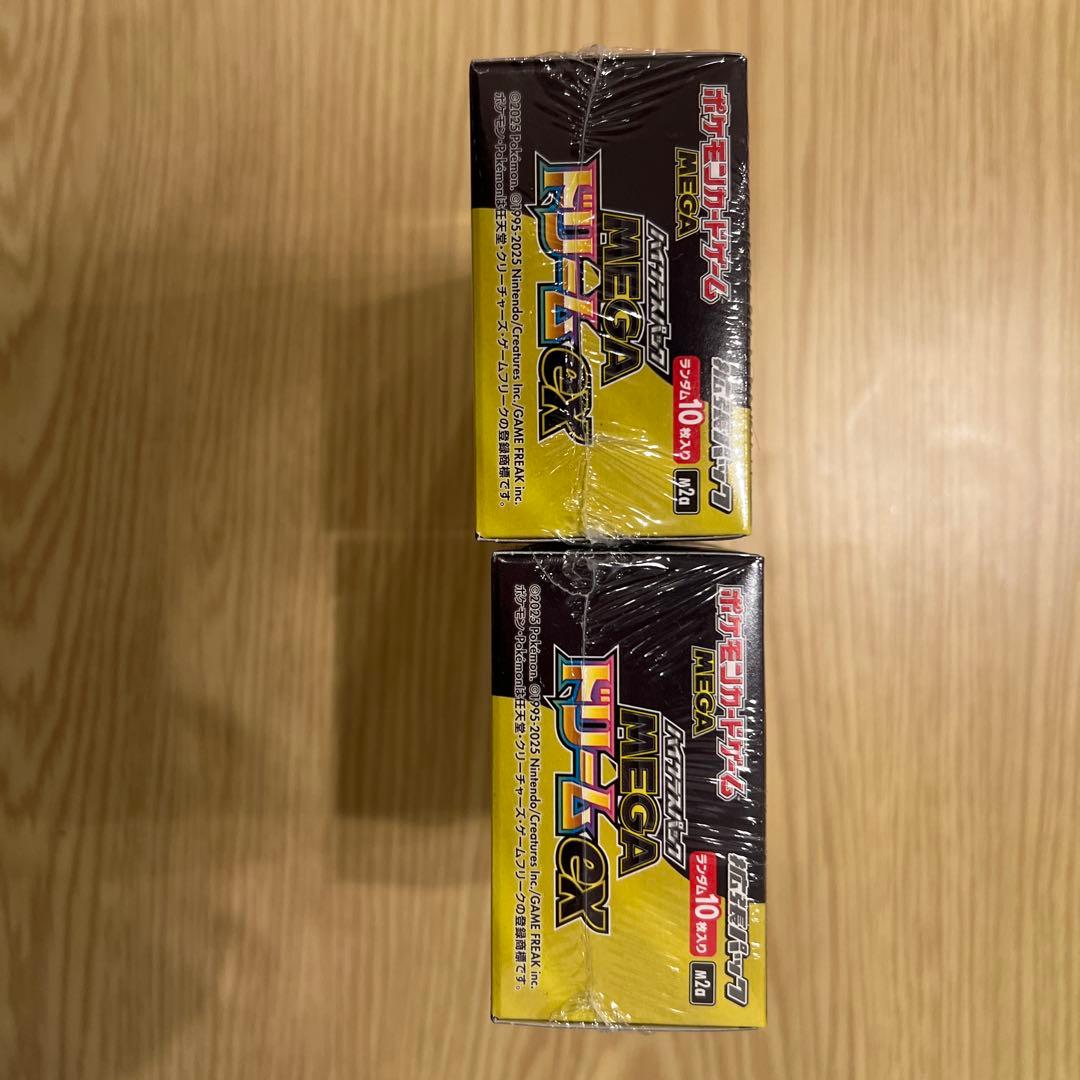 ポケモンカードゲーム
MEGA
拡張パック
ハイクラスパック
MEGA
ドリームex
ランダム10枚入り
M2a
©2025 Pokémon. ©1995-2025 Nintendo/Creatures Inc./GAME FREAK inc.
ポケモン・Pokémonは任天堂・クリーチャーズ・ゲームフリークの登録商標です。
ポケモンカードゲーム
MEGA
拡張パック
ハイクラスパック
MEGA
ドリームex
ランダム10枚入り
M2a
©2025 Pokémon. ©1995-2025 Nintendo/Creatures Inc./GAME FREAK inc.
ポケモン・Pokémonは任天堂・クリーチャーズ・ゲームフリークの登録商標です。